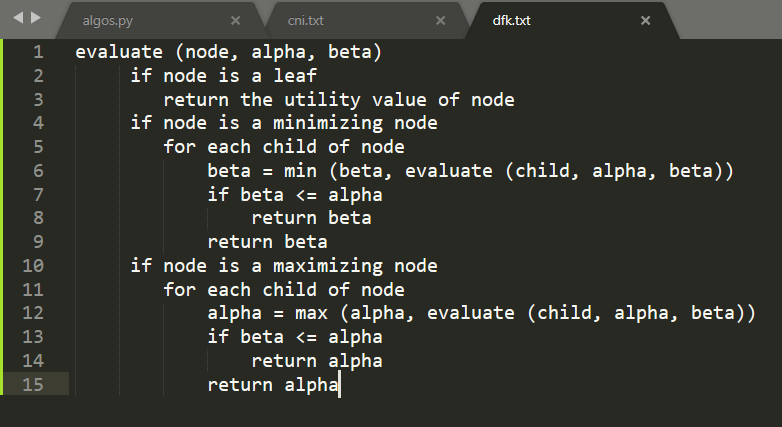 algos.py × cni.txt × dfk.txt ×
1 evaluate (node, alpha, beta)
2 if node is a leaf
3 return the utility value of node
4 if node is a minimizing node
5 for each child of node
6 beta = min (beta, evaluate (child, alpha, beta))
7 if beta <= alpha
8 return beta
9 return beta
10 if node is a maximizing node
11 for each child of node
12 alpha = max (alpha, evaluate (child, alpha, beta))
13 if beta <= alpha
14 return alpha
15 return alpha